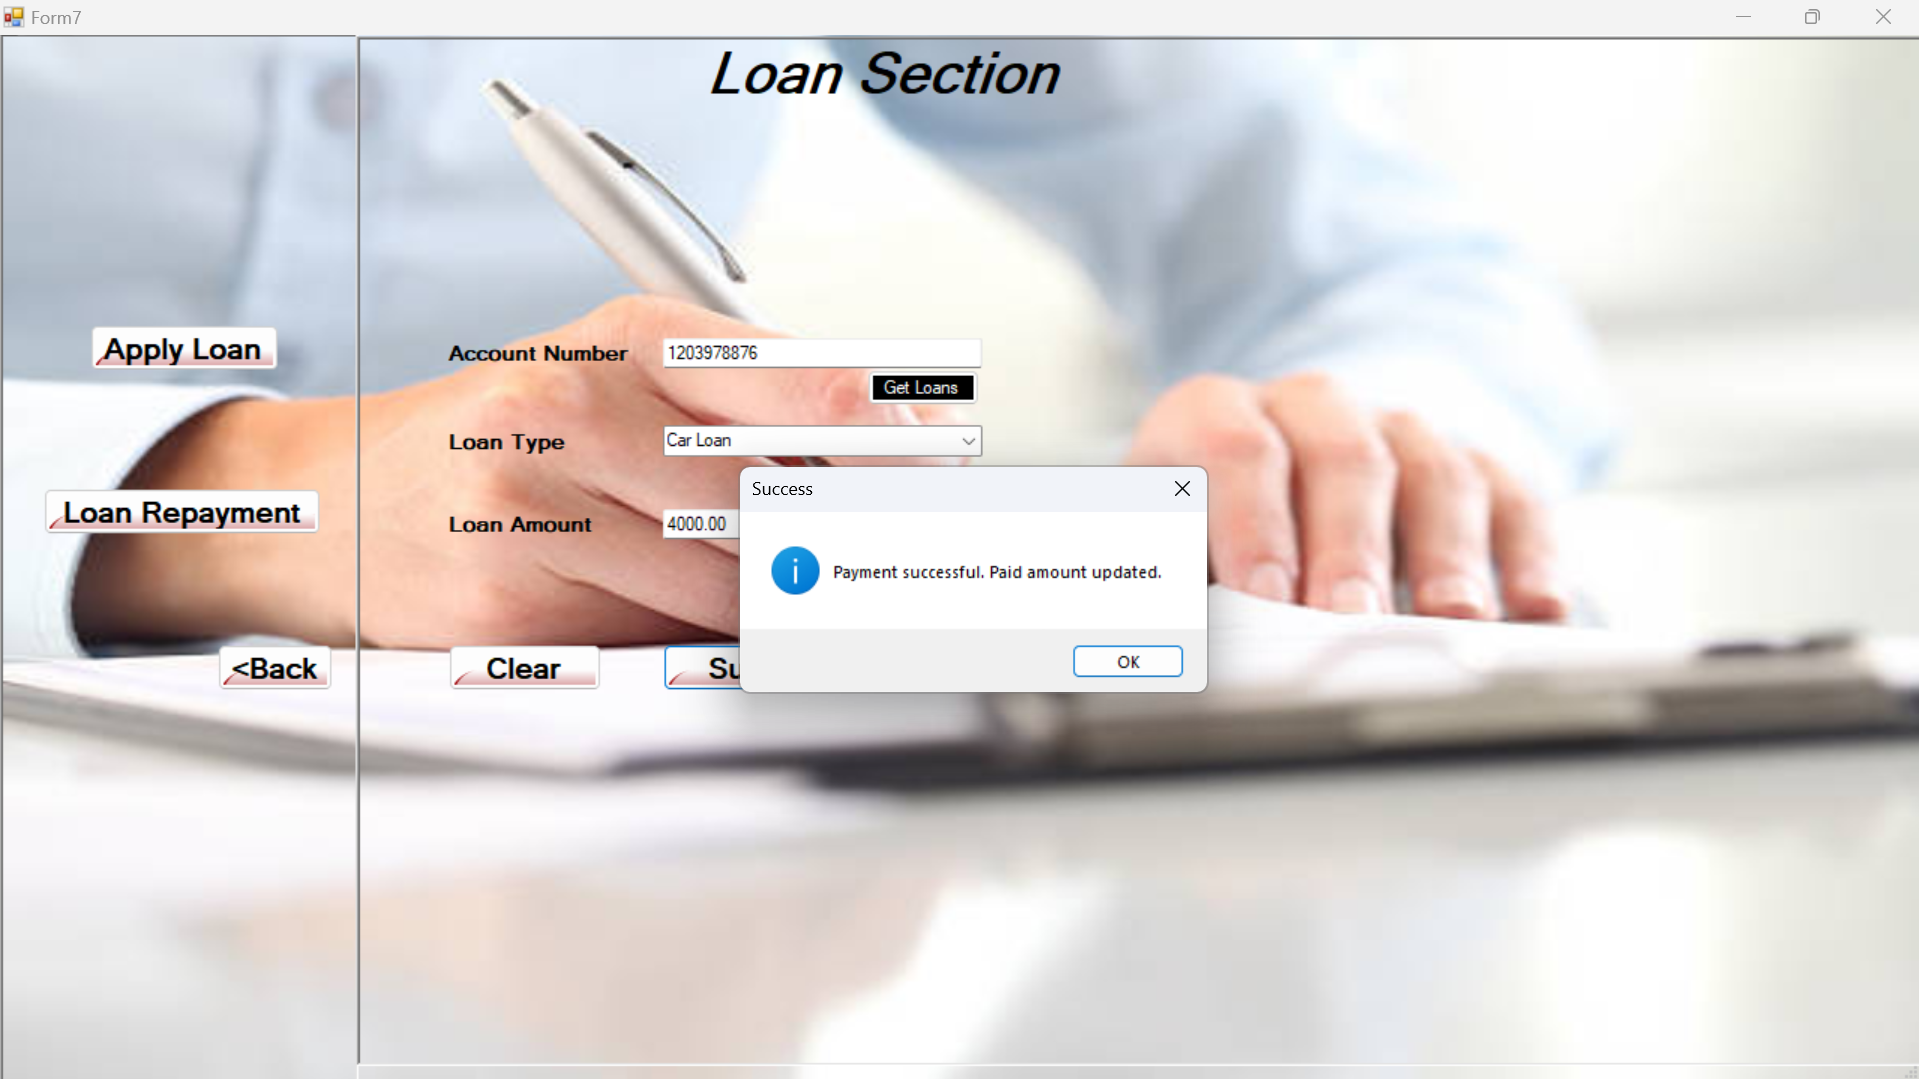 Form7
Loan Section
Apply Loan
Account Number 1203978876
Get Loans
Loan Type Car Loan
Success
Loan Repayment
Loan Amount 4000.00
Payment successful. Paid amount updated.
<Back
Clear
Su
OK